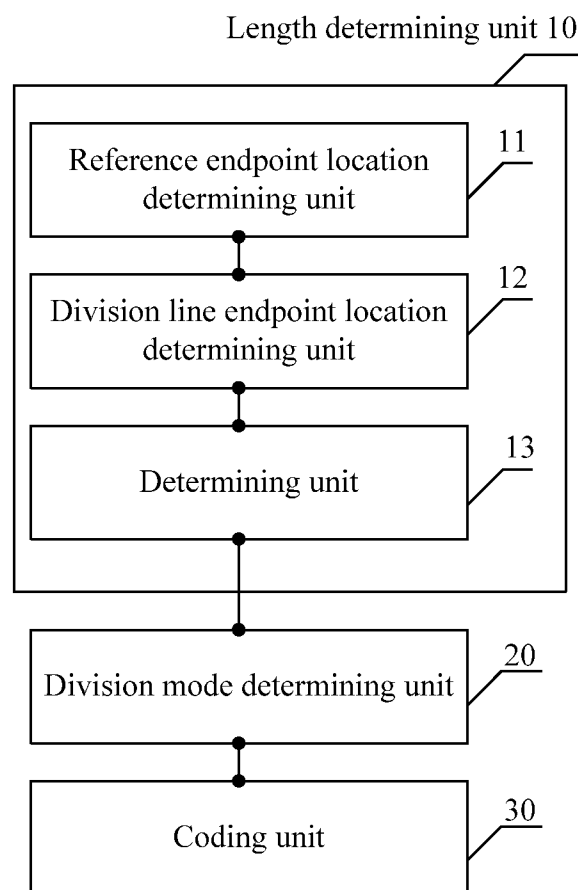 Length determining unit 10
Reference endpoint location
determining unit
11
Division line endpoint location
determining unit
12
Determining unit
13
Division mode determining unit
20
Coding unit
30